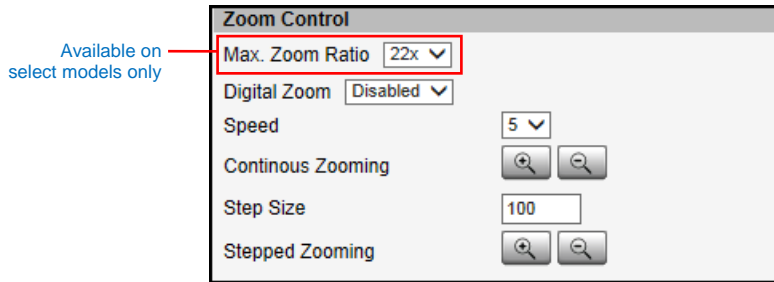 Zoom Control
Available on
select models only
Max. Zoom Ratio 22x
Digital Zoom Disabled
Speed 5
Continous Zooming
Step Size 100
Stepped Zooming